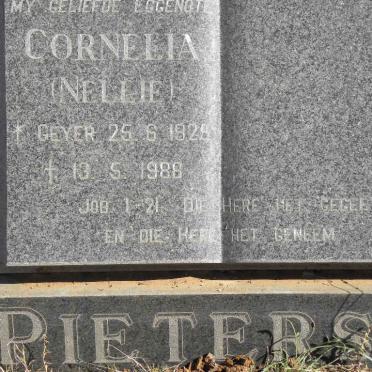 MY GELIEFDE EGGENOTE
CORNELIA
(NELLIE)
† GEYER 25.6.1925
† 13.5.1988
JOB 1-21. DIE HERE HET GEGEE
EN DIE HERE HET GENEEM
PIETERS